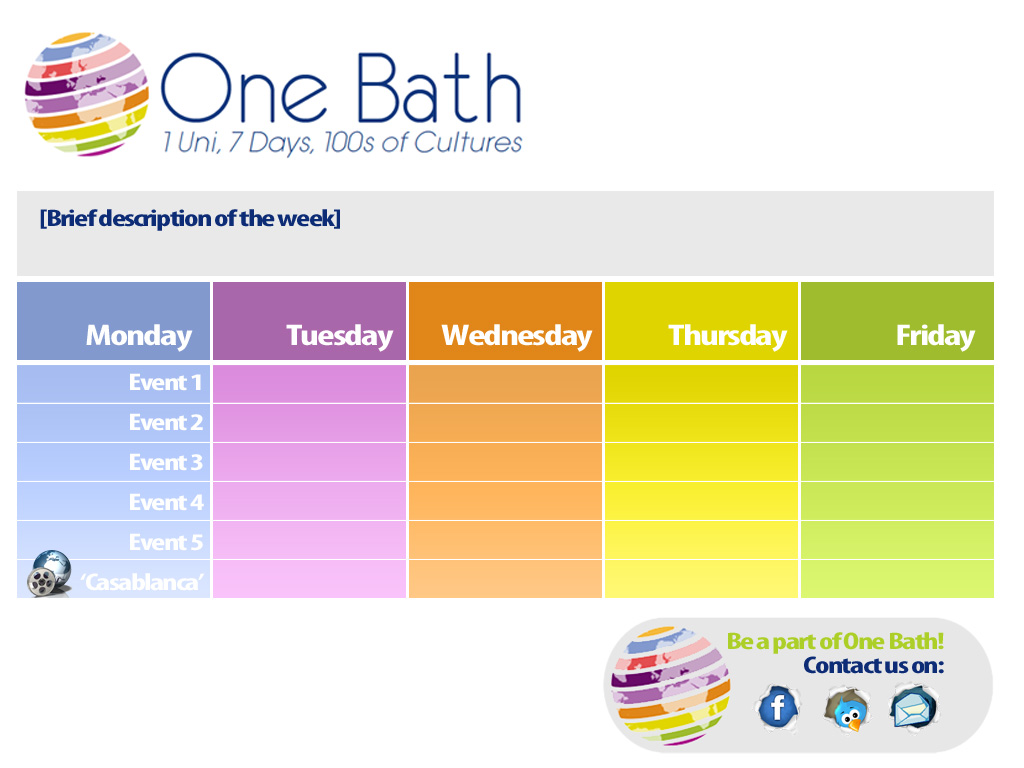 One Bath
1 Uni, 7 Days, 100s of Cultures
[Brief description of the week]
Monday Tuesday Wednesday Thursday Friday
Event 1
Event 2
Event 3
Event 4
Event 5
‘Casablanca’
Be a part of One Bath!
Contact us on:
f